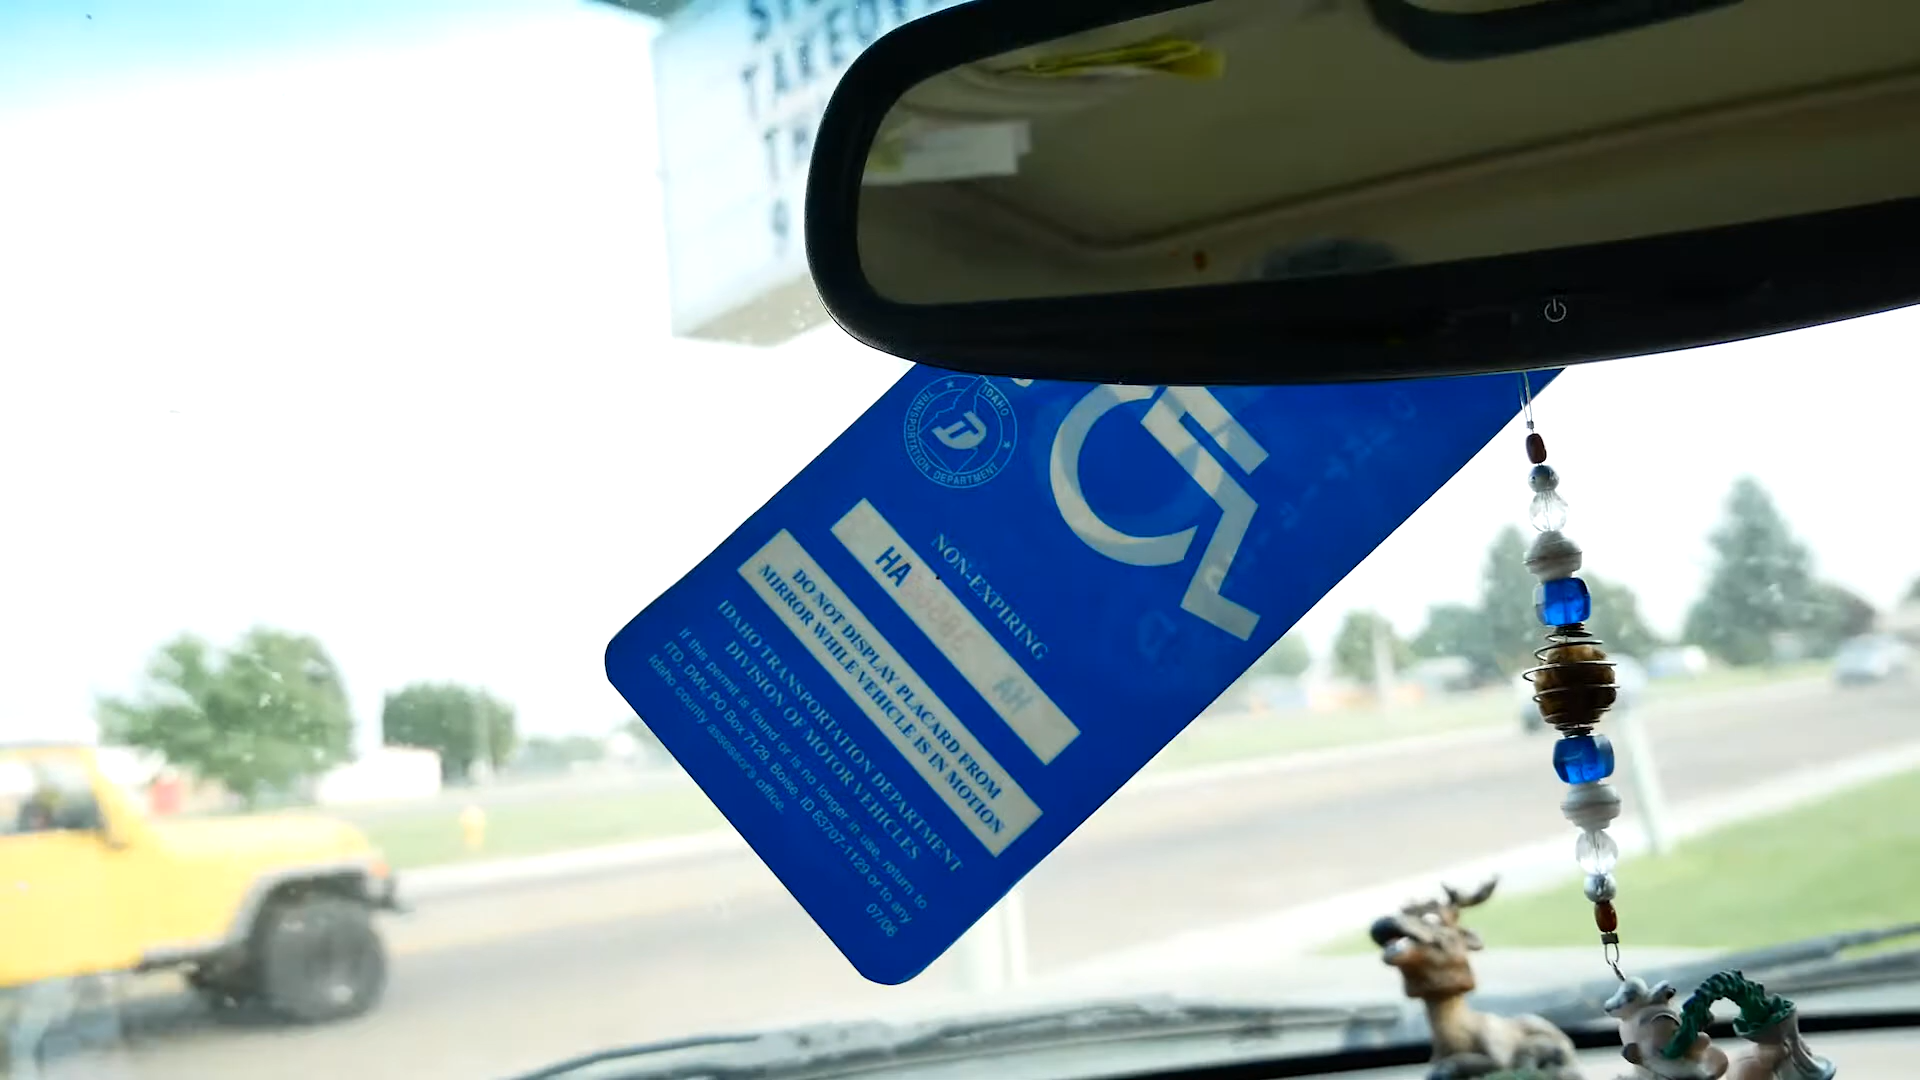 IDAHO
TRANSPORTATION DEPARTMENT
ITD
NON-EXPIRING
HA
DO NOT DISPLAY PLACARD FROM
MIRROR WHILE VEHICLE IS IN MOTION
IDAHO TRANSPORTATION DEPARTMENT
DIVISION OF MOTOR VEHICLES
If this permit is found or is no longer in use, return to
ITD, DMV, PO Box 7129, Boise, ID 83707-1129 or to any
Idaho county assessor's office.
07/06